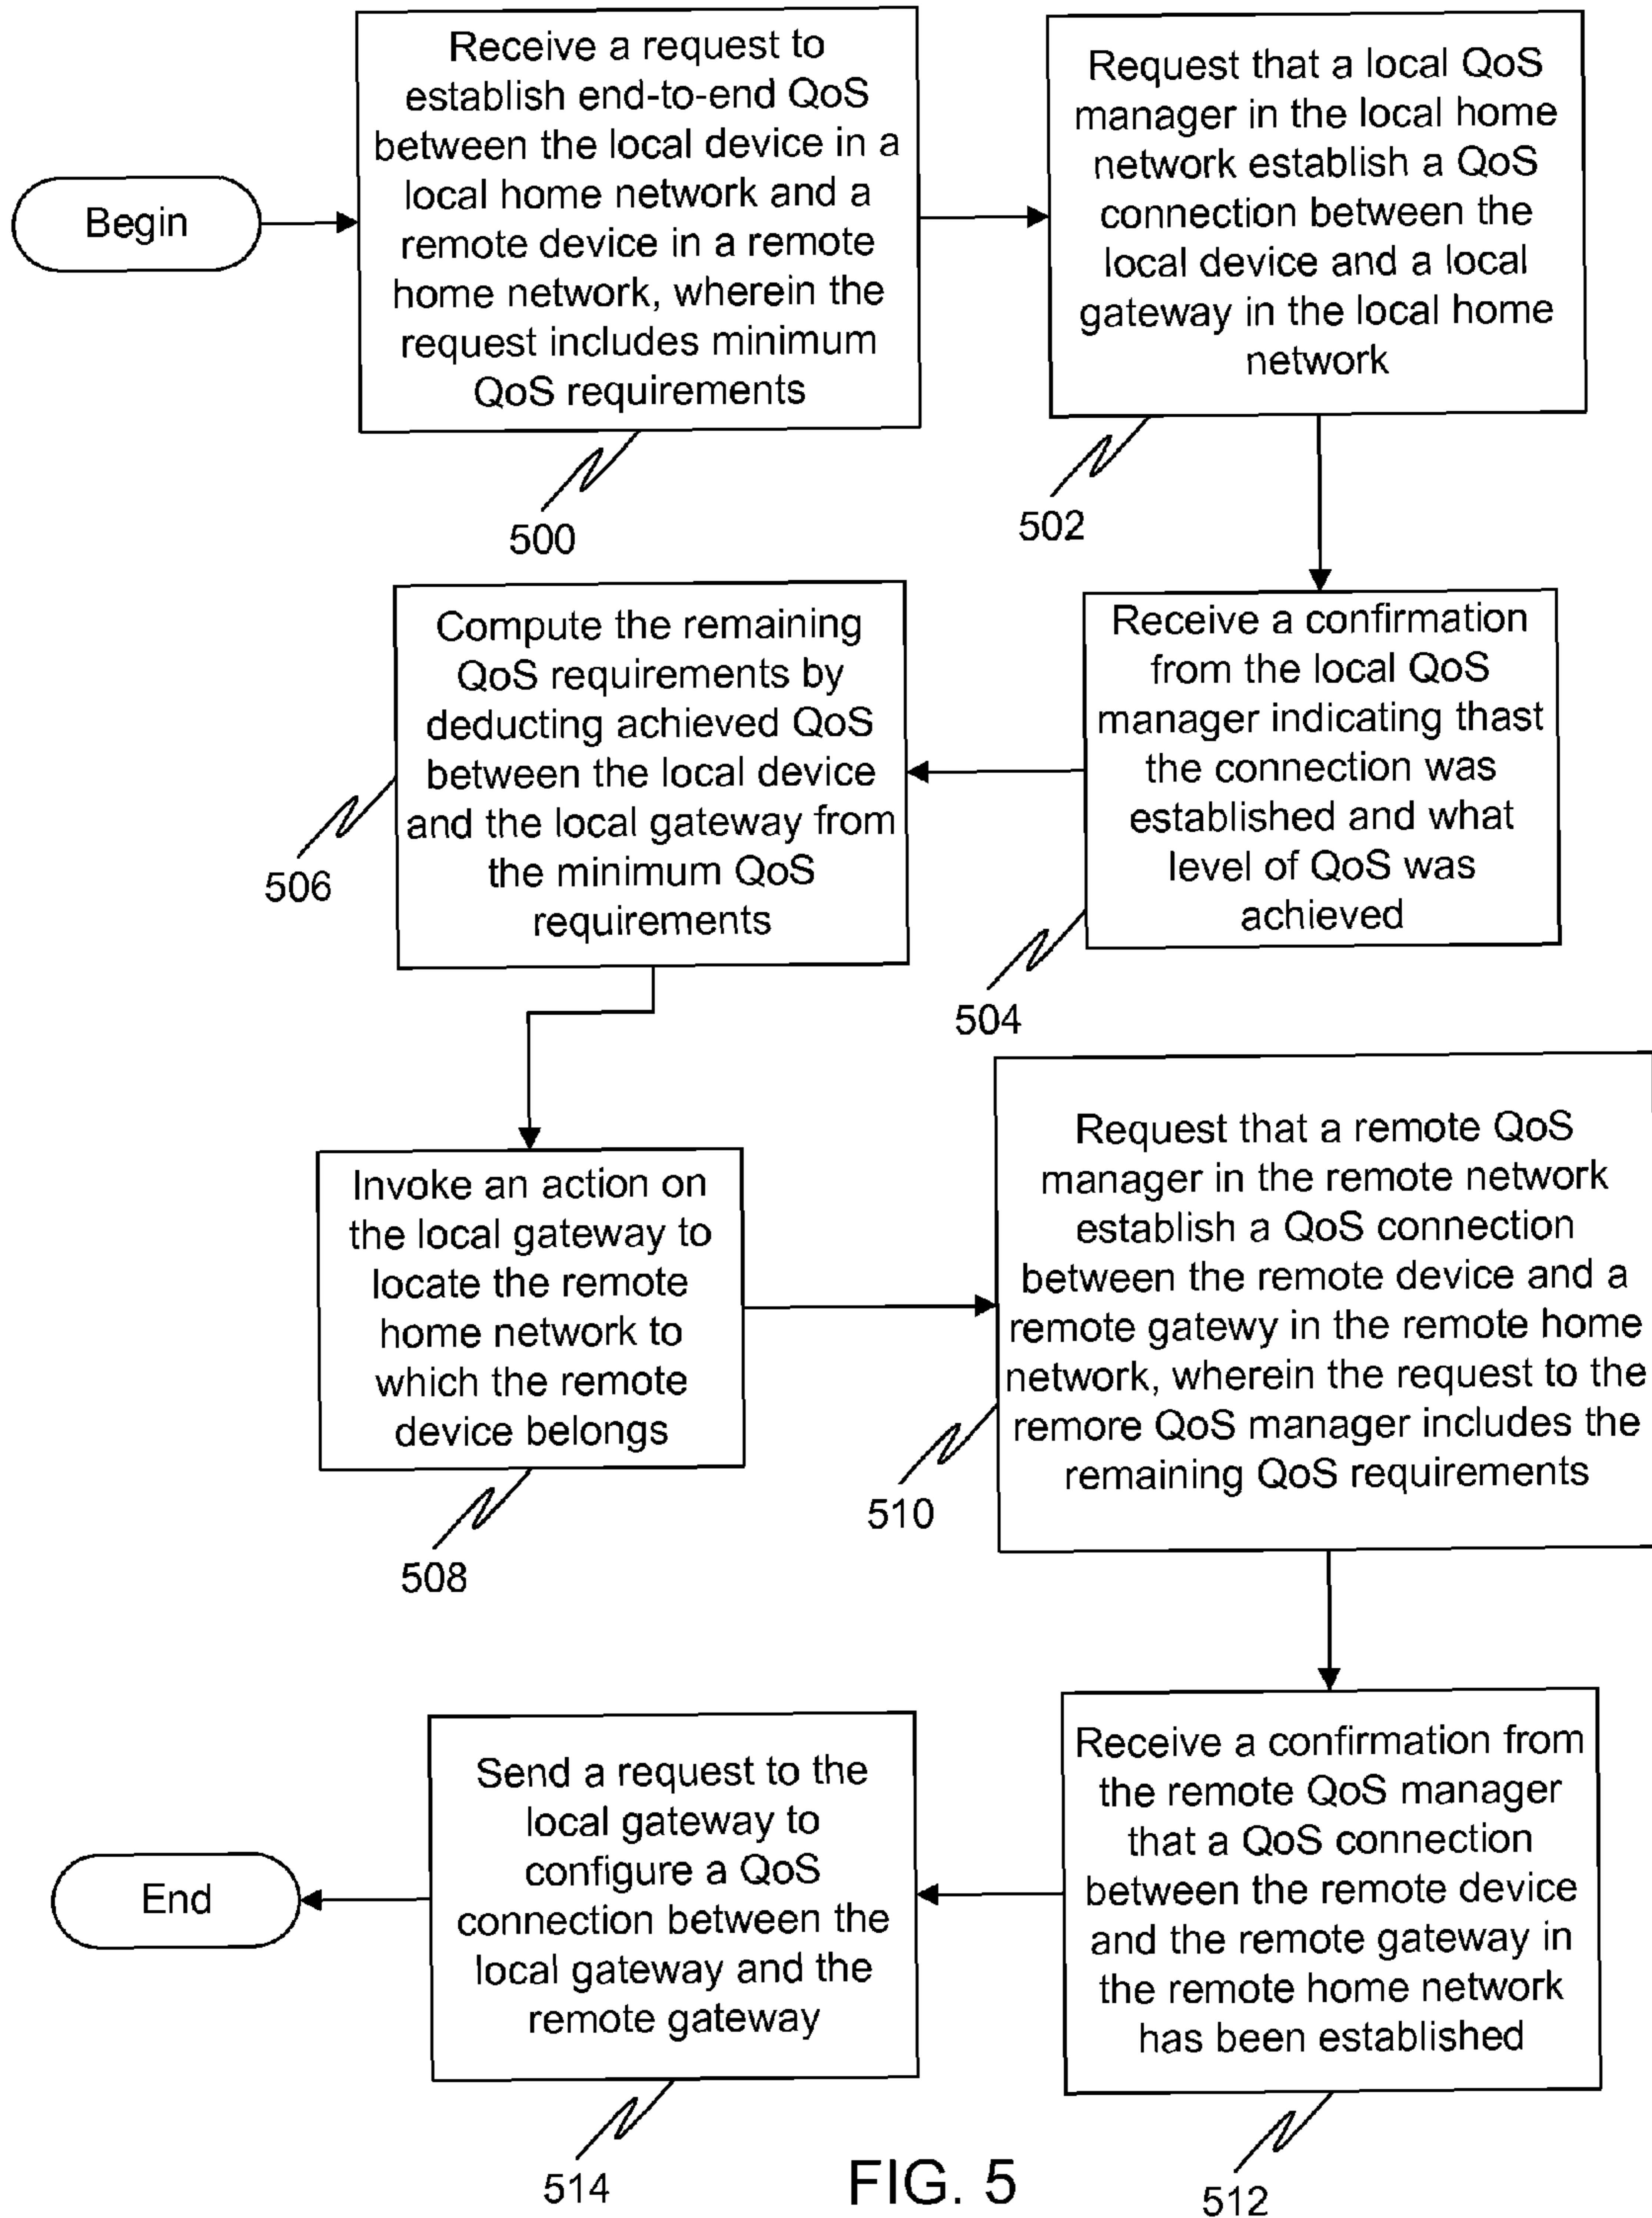 Begin
Receive a request to
establish end-to-end QoS
between the local device in a
local home network and a
remote device in a remote
home network, wherein the
request includes minimum
QoS requirements
500
Request that a local QoS
manager in the local home
network establish a QoS
connection between the
local device and a local
gateway in the local home
network
502
Receive a confirmation
from the local QoS
manager indicating thast
the connection was
established and what
level of QoS was
achieved
504
Compute the remaining
QoS requirements by
deducting achieved QoS
between the local device
and the local gateway from
the minimum QoS
requirements
506
Invoke an action on
the local gateway to
locate the remote
home network to
which the remote
device belongs
508
Request that a remote QoS
manager in the remote network
establish a QoS connection
between the remote device and a
remote gatewy in the remote home
network, wherein the request to the
remore QoS manager includes the
remaining QoS requirements
510
Receive a confirmation from
the remote QoS manager
that a QoS connection
between the remote device
and the remote gateway in
the remote home network
has been established
512
Send a request to the
local gateway to
configure a QoS
connection between the
local gateway and the
remote gateway
514
End
FIG. 5